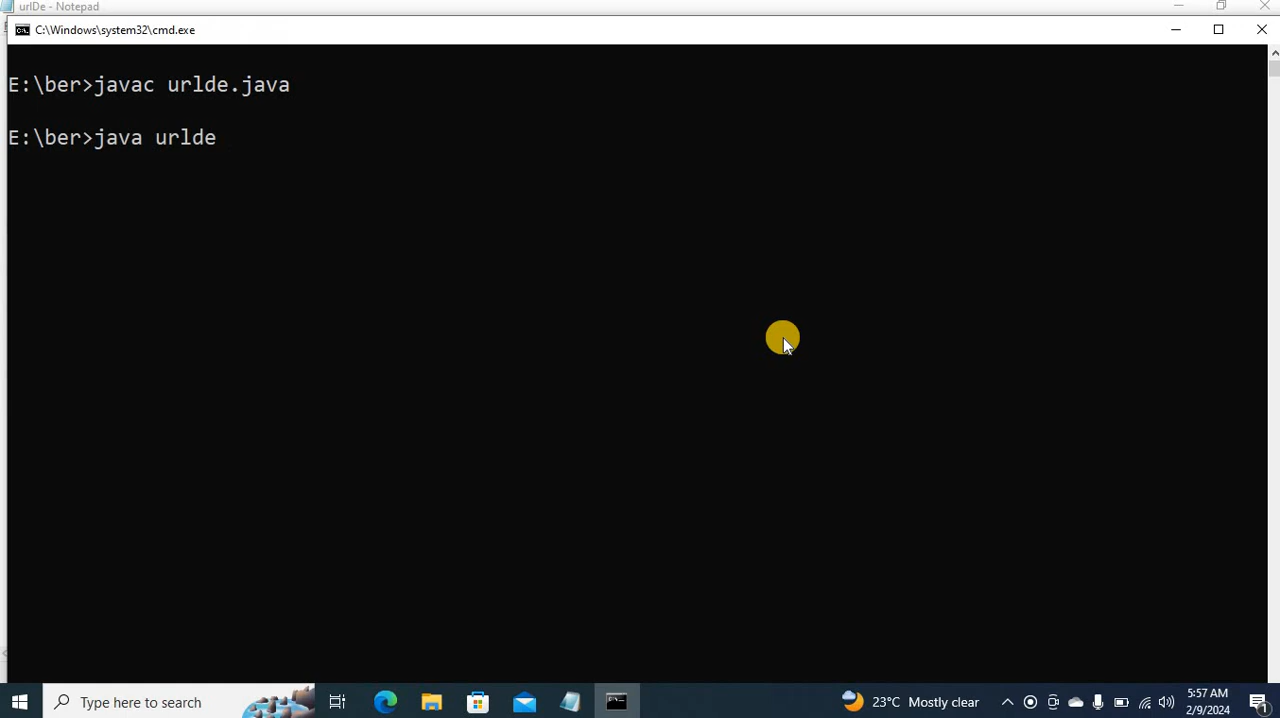 urlDe - Notepad
C:\Windows\system32\cmd.exe
E:\ber>javac urlde.java
E:\ber>java urlde
Type here to search
23°C Mostly clear
5:57 AM
2/9/2024
1